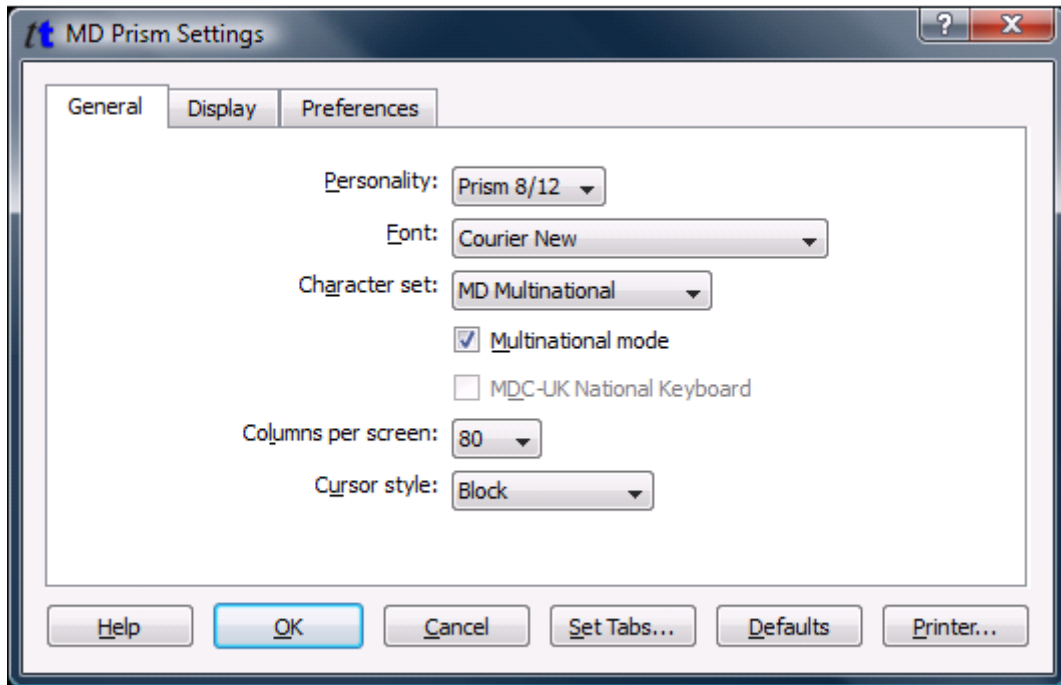 tt MD Prism Settings ? X
General Display Preferences
Personality: Prism 8/12
Font: Courier New
Character set: MD Multinational
Multinational mode
MDC-UK National Keyboard
Columns per screen: 80
Cursor style: Block
Help OK Cancel Set Tabs... Defaults Printer...